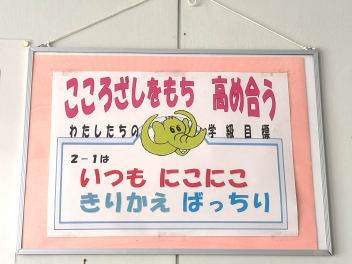 こころざしをもち 高め合う
わたしたちの 学級目標
2-1は
いつも にこにこ
きりかえ ばっちり